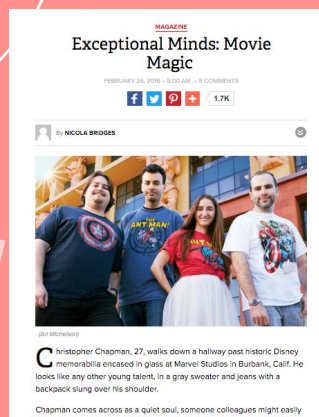 MAGAZINE
Exceptional Minds: Movie
Magic
FEBRUARY 26, 2016 – 5:00 AM – 8 COMMENTS
1.7K
By NICOLA BRIDGES
ANT-MAN
(Art Michelson)
Christopher Chapman, 27, walks down a hallway past historic Disney
memorabilia encased in glass at Marvel Studios in Burbank, Calif. He
looks like any other young talent, in a gray sweater and jeans with a
backpack slung over his shoulder.
Chapman comes across as a quiet soul, someone colleagues might easily